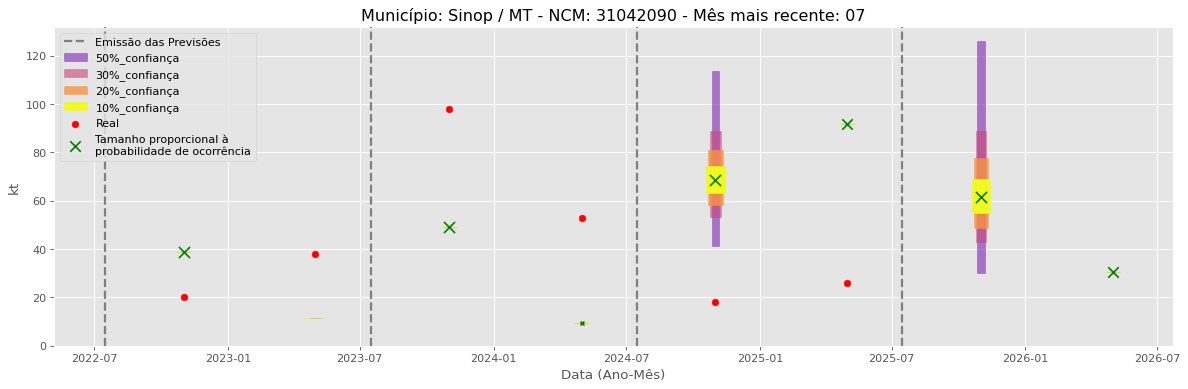 Município: Sinop / MT - NCM: 31042090 - Mês mais recente: 07
Emissão das Previsões
50%_confiança
30%_confiança
20%_confiança
10%_confiança
Real
Tamanho proporcional à
probabilidade de ocorrência
kt
120
100
80
60
40
20
0
2022-07
2023-01
2023-07
2024-01
2024-07
2025-01
2025-07
2026-01
2026-07
Data (Ano-Mês)